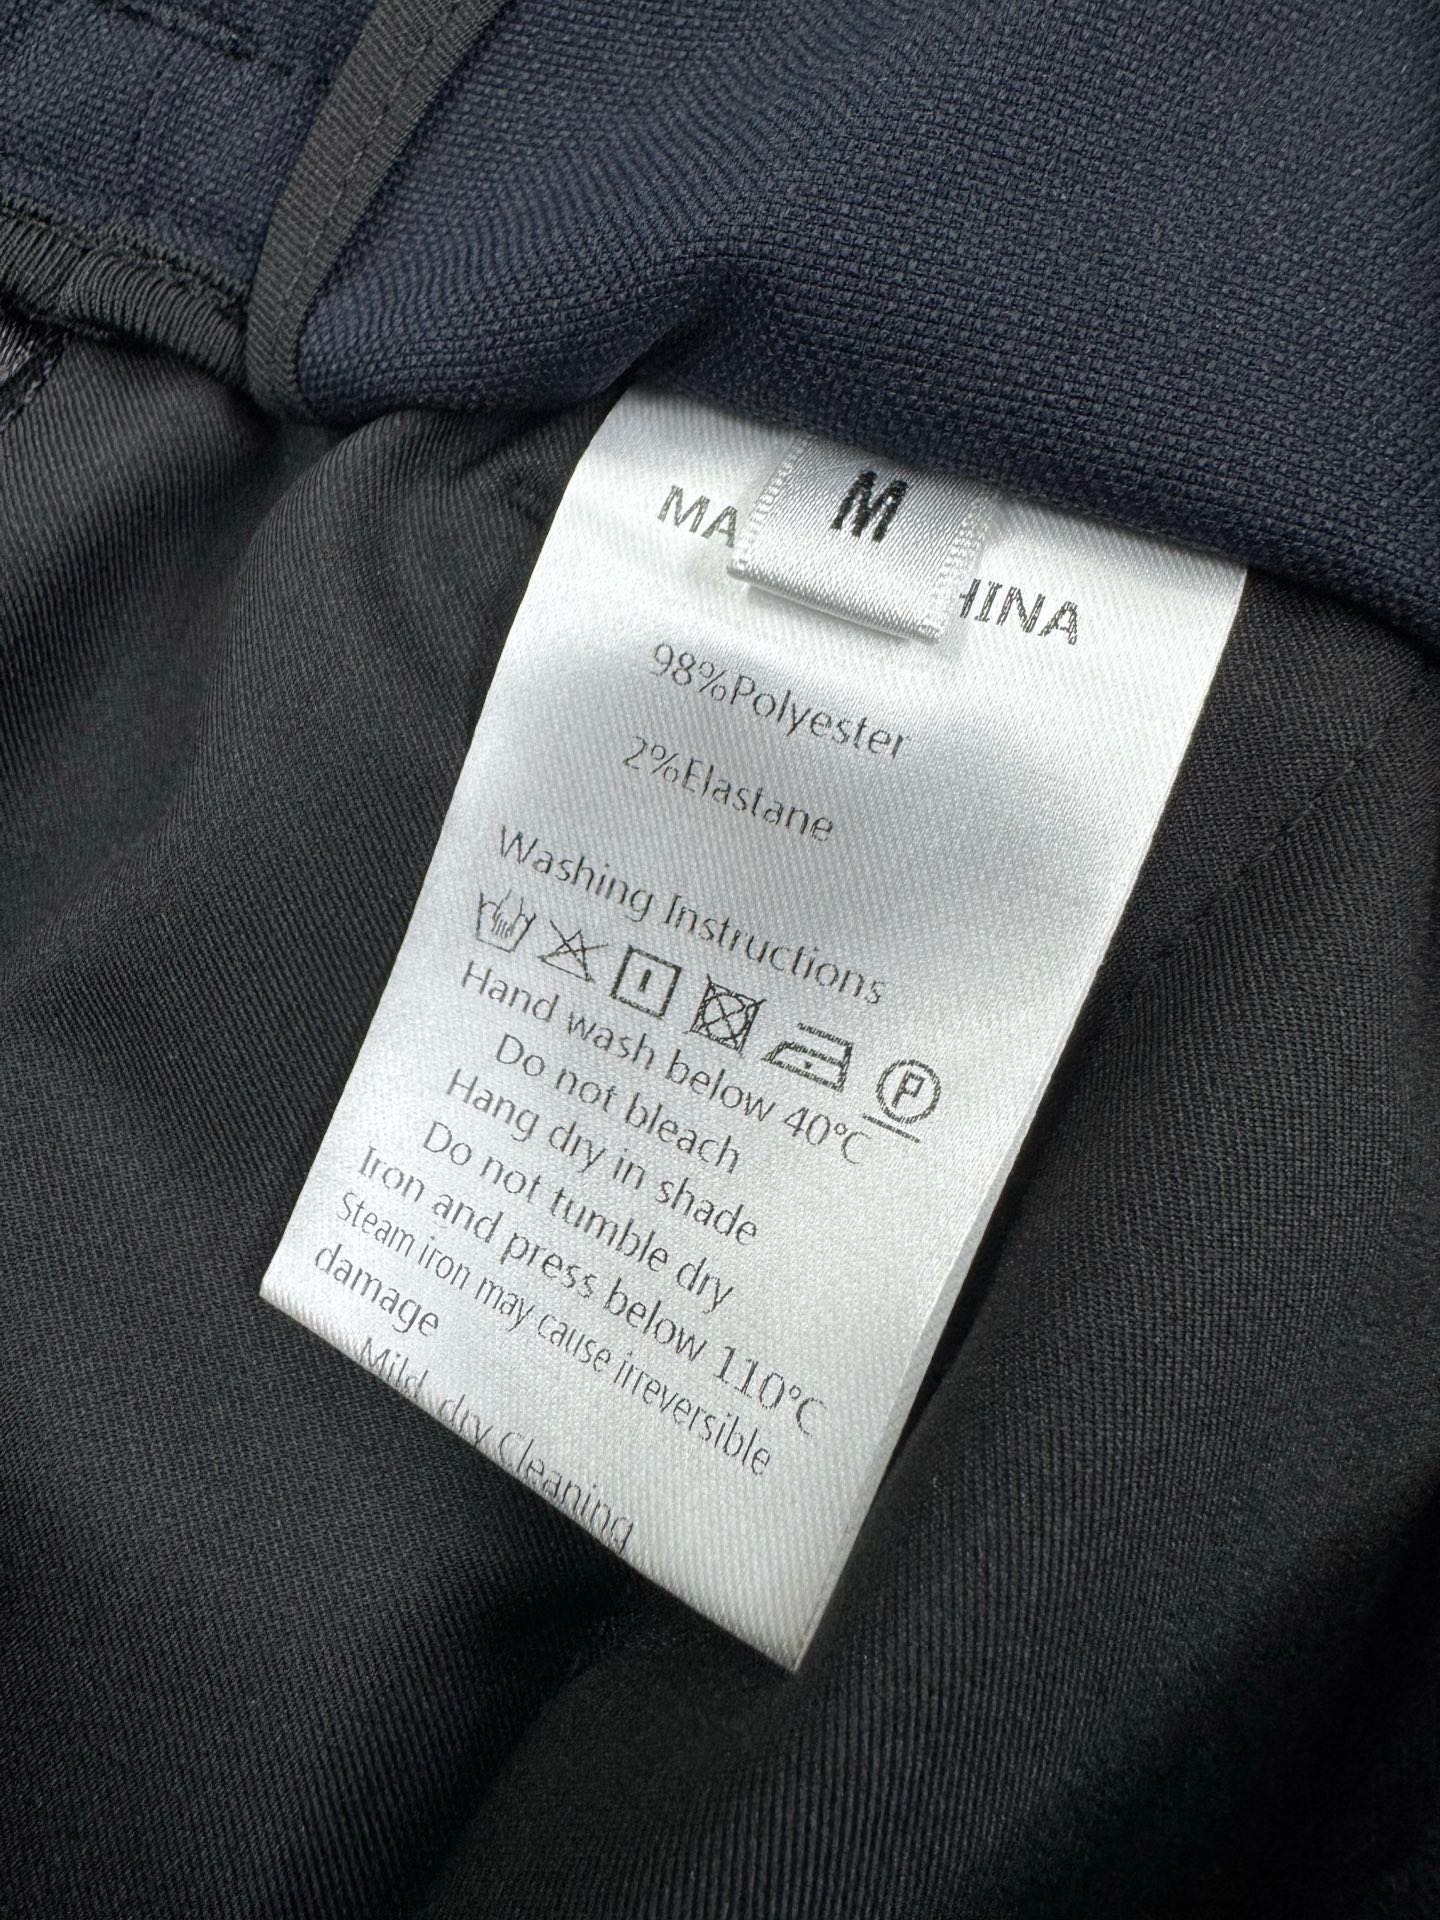 M
MA HINA
98%Polyester
2%Elastane
Washing Instructions
P
Hand wash below 40°C
Do not bleach
Hang dry in shade
Do not tumble dry
Iron and press below 110°C
Steam iron may cause irreversible
damage
Mild dry Cleaning